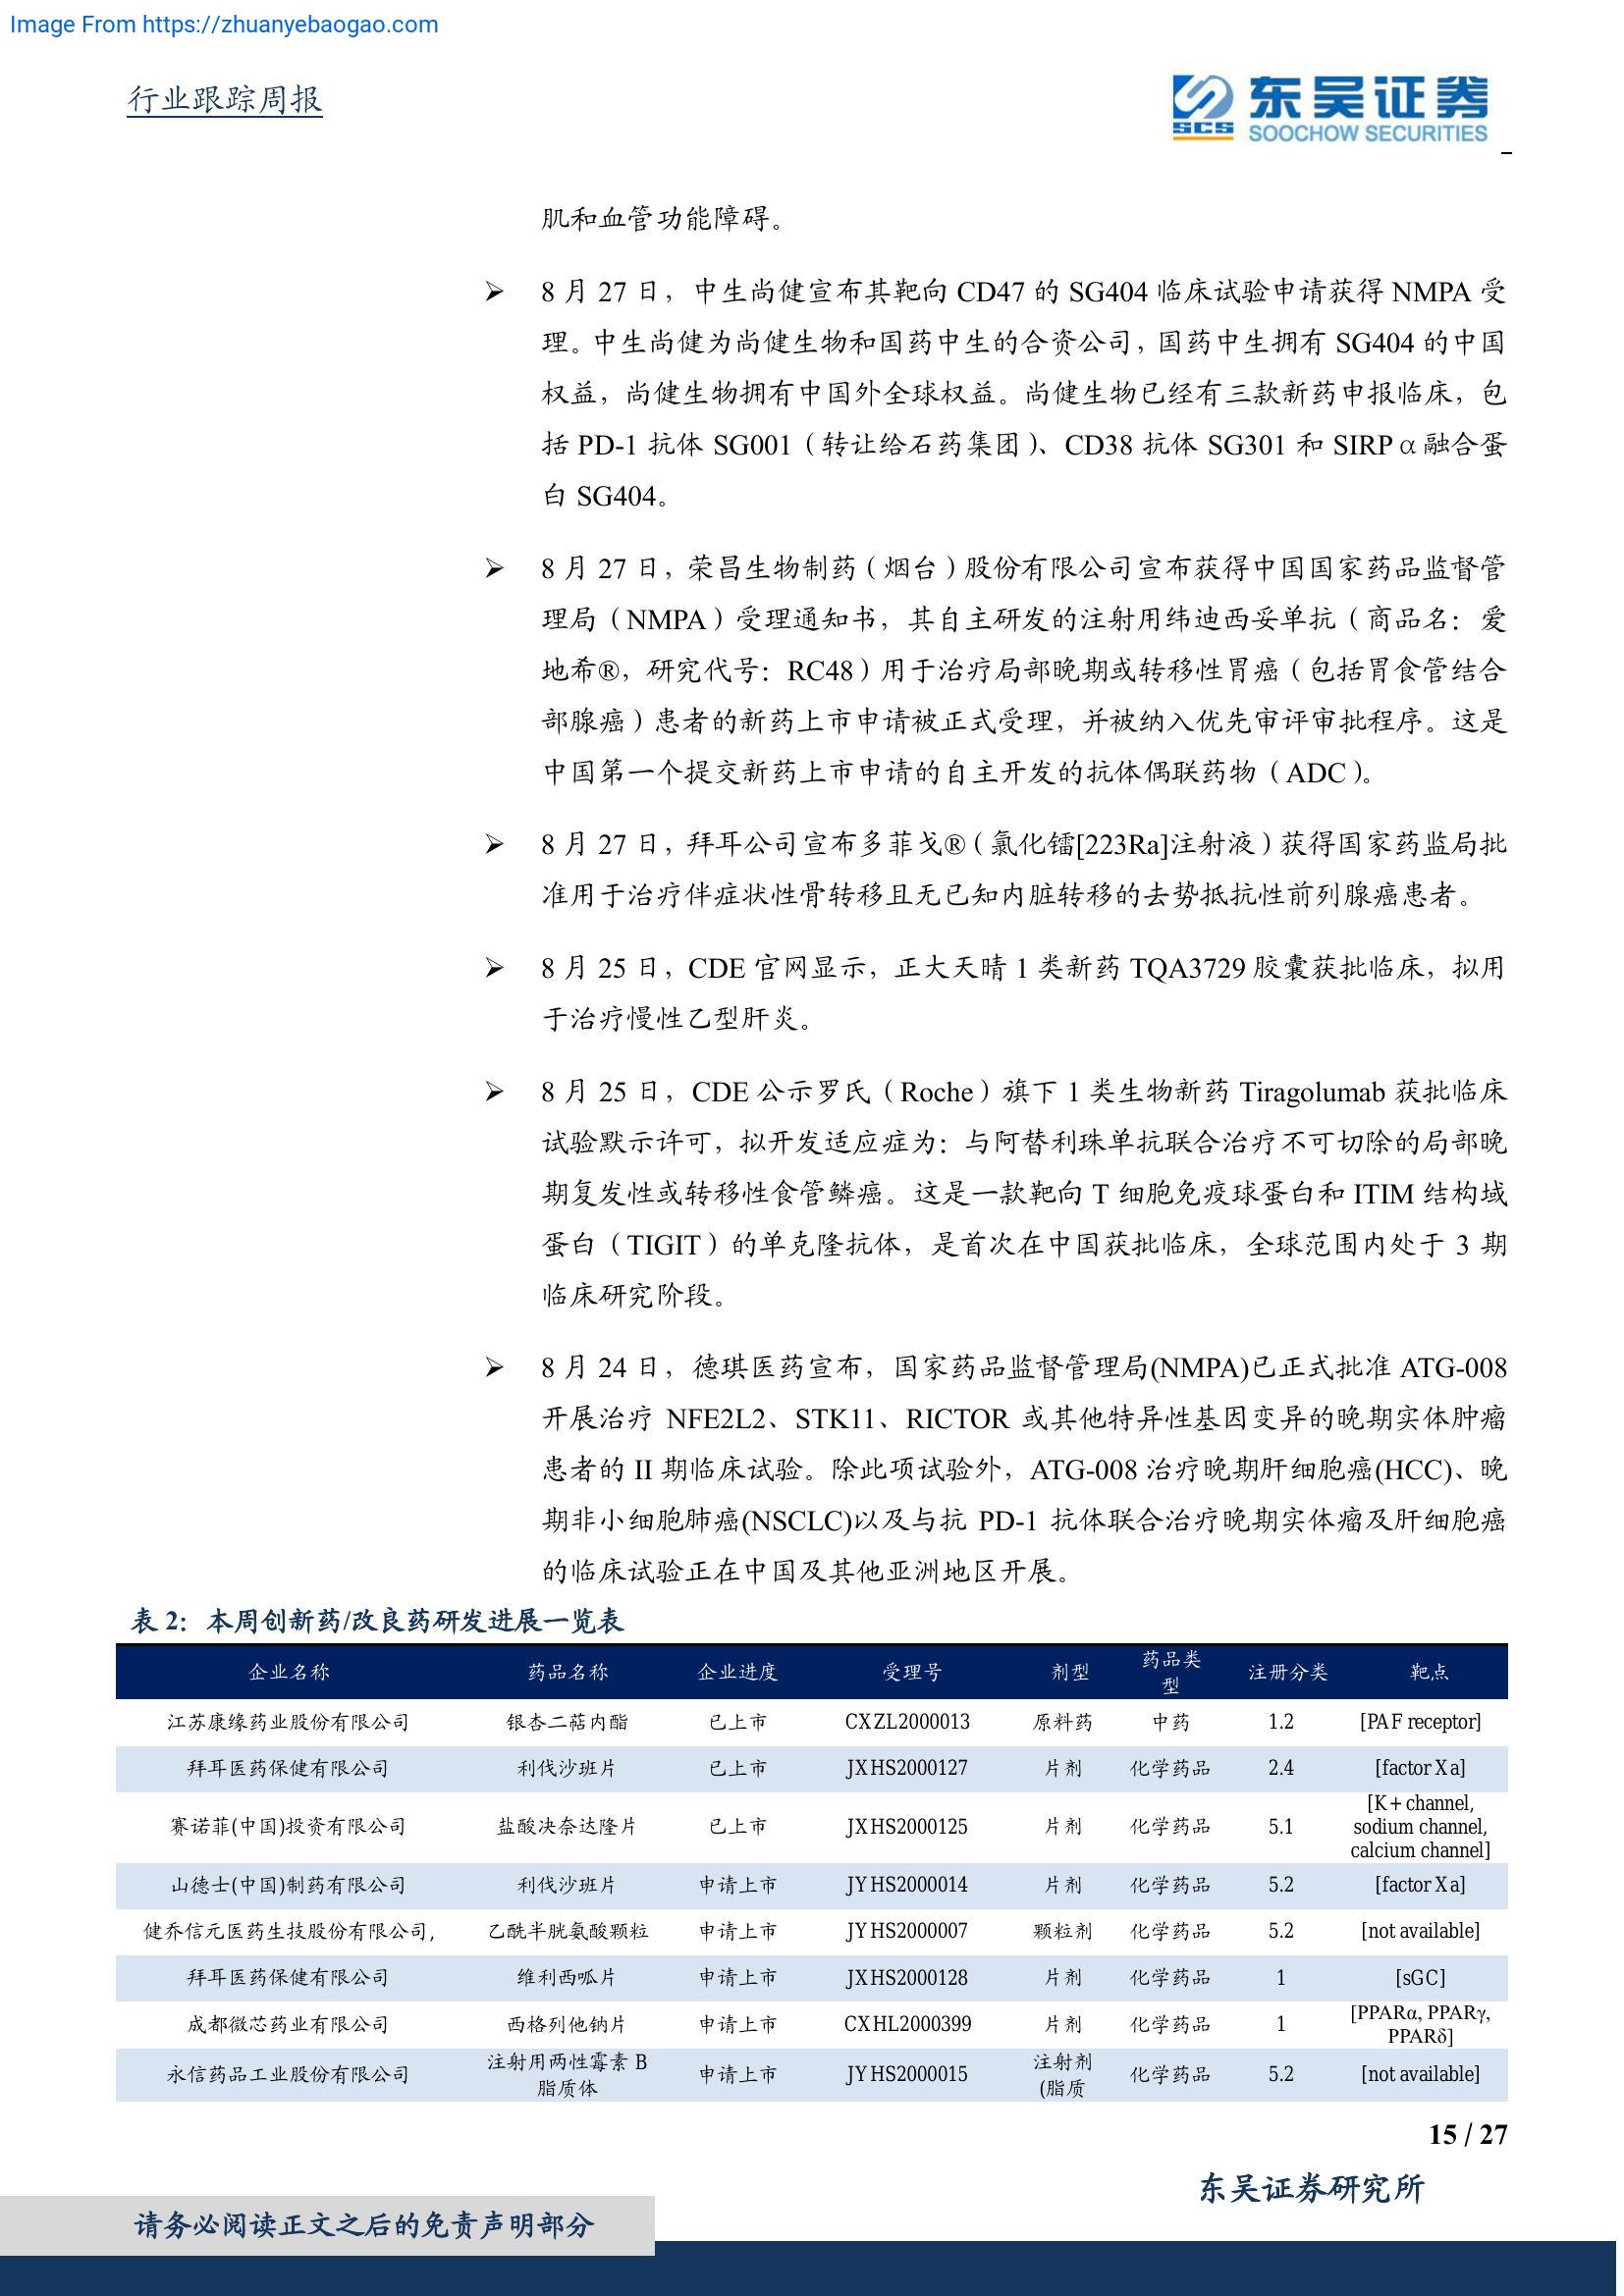 Image From https://zhuanyebaogao.com
行业跟踪周报
东吴证券
SCS
SOOCHOW SECURITIES
肌和血管功能障碍。
➢ 8 月 27 日，中生尚健宣布其靶向 CD47 的 SG404 临床试验申请获得 NMPA 受
理。中生尚健为尚健生物和国药中生的合资公司，国药中生拥有 SG404 的中国
权益，尚健生物拥有中国外全球权益。尚健生物已经有三款新药申报临床，包
括 PD-1 抗体 SG001（转让给石药集团）、CD38 抗体 SG301 和 SIRPα融合蛋
白 SG404。
➢ 8 月 27 日，荣昌生物制药（烟台）股份有限公司宣布获得中国国家药品监督管
理局（NMPA）受理通知书，其自主研发的注射用纬迪西妥单抗（商品名：爱
地希®，研究代号：RC48）用于治疗局部晚期或转移性胃癌（包括胃食管结合
部腺癌）患者的新药上市申请被正式受理，并被纳入优先审评审批程序。这是
中国第一个提交新药上市申请的自主开发的抗体偶联药物（ADC）。
➢ 8 月 27 日，拜耳公司宣布多菲戈®（氯化镭[223Ra]注射液）获得国家药监局批
准用于治疗伴症状性骨转移且无已知内脏转移的去势抵抗性前列腺癌患者。
➢ 8 月 25 日，CDE 官网显示，正大天晴 1 类新药 TQA3729 胶囊获批临床，拟用
于治疗慢性乙型肝炎。
➢ 8 月 25 日，CDE 公示罗氏（Roche）旗下 1 类生物新药 Tiragolumab 获批临床
试验默示许可，拟开发适应症为：与阿替利珠单抗联合治疗不可切除的局部晚
期复发性或转移性食管鳞癌。这是一款靶向 T 细胞免疫球蛋白和 ITIM 结构域
蛋白（TIGIT）的单克隆抗体，是首次在中国获批临床，全球范围内处于 3 期
临床研究阶段。
➢ 8 月 24 日，德琪医药宣布，国家药品监督管理局(NMPA)已正式批准 ATG-008
开展治疗 NFE2L2、STK11、RICTOR 或其他特异性基因变异的晚期实体肿瘤
患者的 II 期临床试验。除此项试验外，ATG-008 治疗晚期肝细胞癌(HCC)、晚
期非小细胞肺癌(NSCLC)以及与抗 PD-1 抗体联合治疗晚期实体瘤及肝细胞癌
的临床试验正在中国及其他亚洲地区开展。
表 2：本周创新药/改良药研发进展一览表
企业名称 药品名称 企业进度 受理号 剂型 药品类型 注册分类 靶点
江苏康缘药业股份有限公司 银杏二萜内酯 已上市 CXZL2000013 原料药 中药 1.2 [PAF receptor]
拜耳医药保健有限公司 利伐沙班片 已上市 JXHS2000127 片剂 化学药品 2.4 [factor Xa]
赛诺菲(中国)投资有限公司 盐酸决奈达隆片 已上市 JXHS2000125 片剂 化学药品 5.1 [K+ channel, sodium channel, calcium channel]
山德士(中国)制药有限公司 利伐沙班片 申请上市 JYHS2000014 片剂 化学药品 5.2 [factor Xa]
健乔信元医药生技股份有限公司, 乙酰半胱氨酸颗粒 申请上市 JYHS2000007 颗粒剂 化学药品 5.2 [not available]
拜耳医药保健有限公司 维利西呱片 申请上市 JXHS2000128 片剂 化学药品 1 [sGC]
成都微芯药业有限公司 西格列他钠片 申请上市 CXHL2000399 片剂 化学药品 1 [PPARα, PPARγ, PPARδ]
永信药品工业股份有限公司 注射用两性霉素 B 脂质体 申请上市 JYHS2000015 注射剂(脂质 化学药品 5.2 [not available]
15 / 27
东吴证券研究所
请务必阅读正文之后的免责声明部分